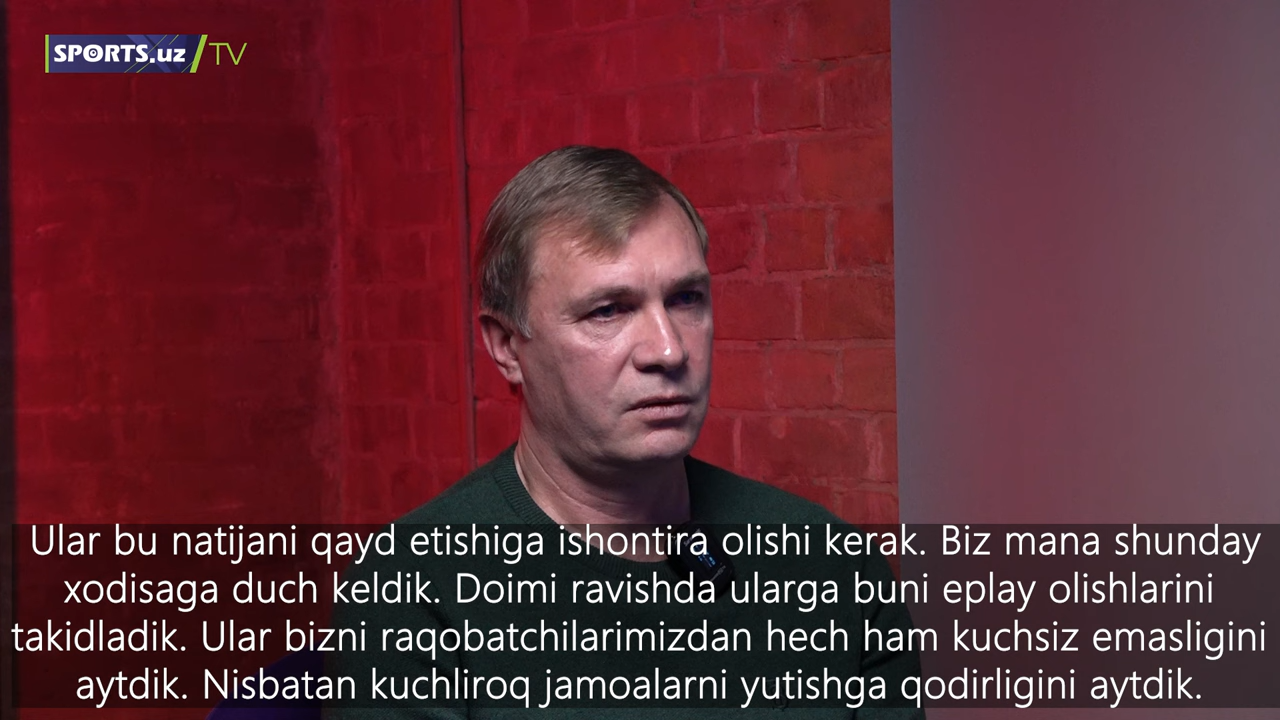 SPORTS.uz/TV
Ular bu natijani qayd etishiga ishontira olishi kerak. Biz mana shunday
xodisaga duch keldik. Doimi ravishda ularga buni eplay olishlarini
takidladik. Ular bizni raqobatchilarimizdan hech ham kuchsiz emasligini
aytdik. Nisbatan kuchliroq jamoalarni yutishga qodirligini aytdik.